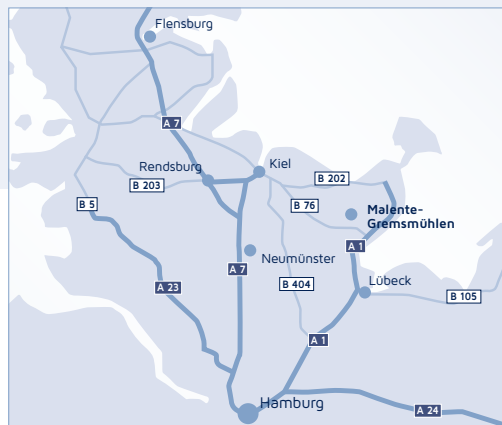 Flensburg
A 7
Rendsburg
Kiel
B 203
B 202
B 5
B 76
Malente-
Gremsmühlen
A 1
Neumünster
A 7
Lübeck
A 23
B 404
B 105
A 1
Hamburg
A 24